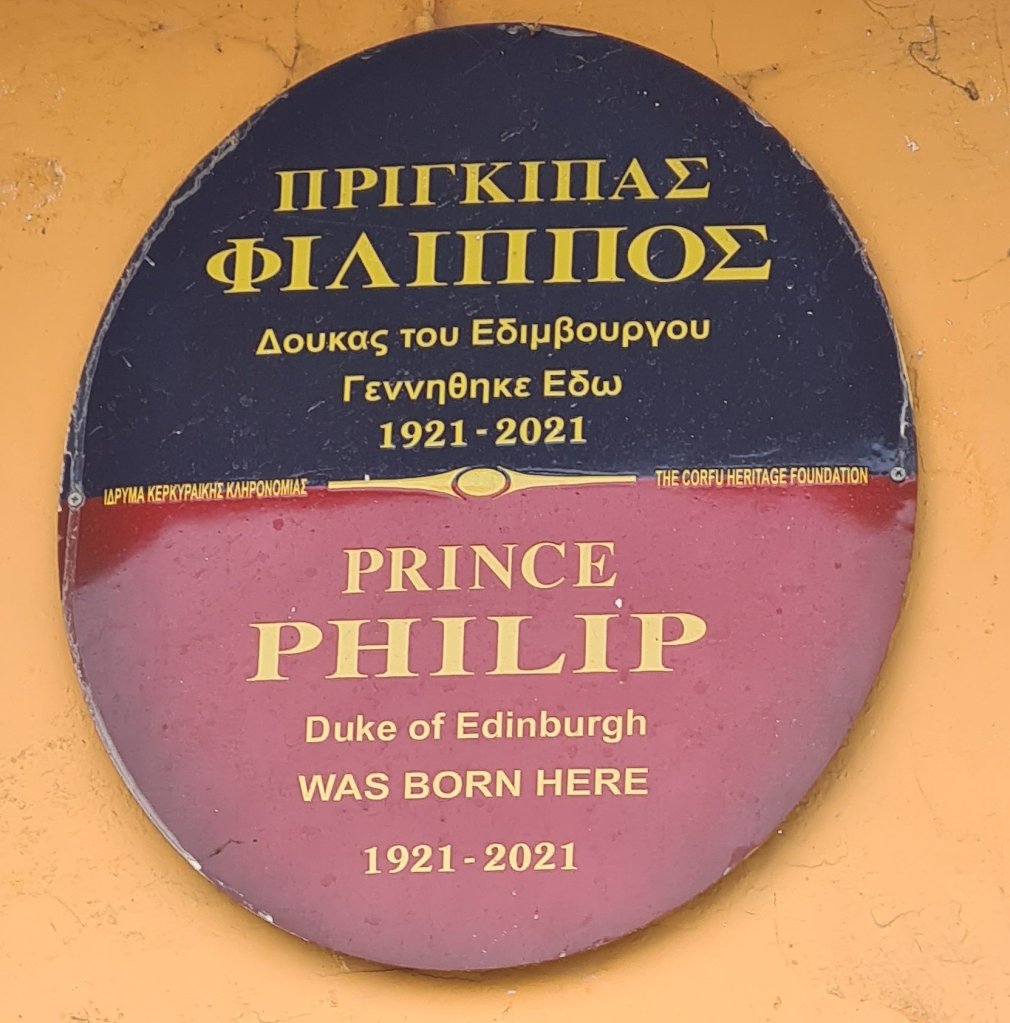 ΠΡΙΓΚΙΠΑΣ
ΦΙΛΙΠΠΟΣ
Δουκας του Εδιμβουργου
Γεννηθηκε Εδω
1921-2021
ΙΔΡΥΜΑ ΚΕΡΚΥΡΑΙΚΗΣ ΚΛΗΡΟΝΟΜΙΑΣ
THE CORFU HERITAGE FOUNDATION
PRINCE
PHILIP
Duke of Edinburgh
WAS BORN HERE
1921-2021